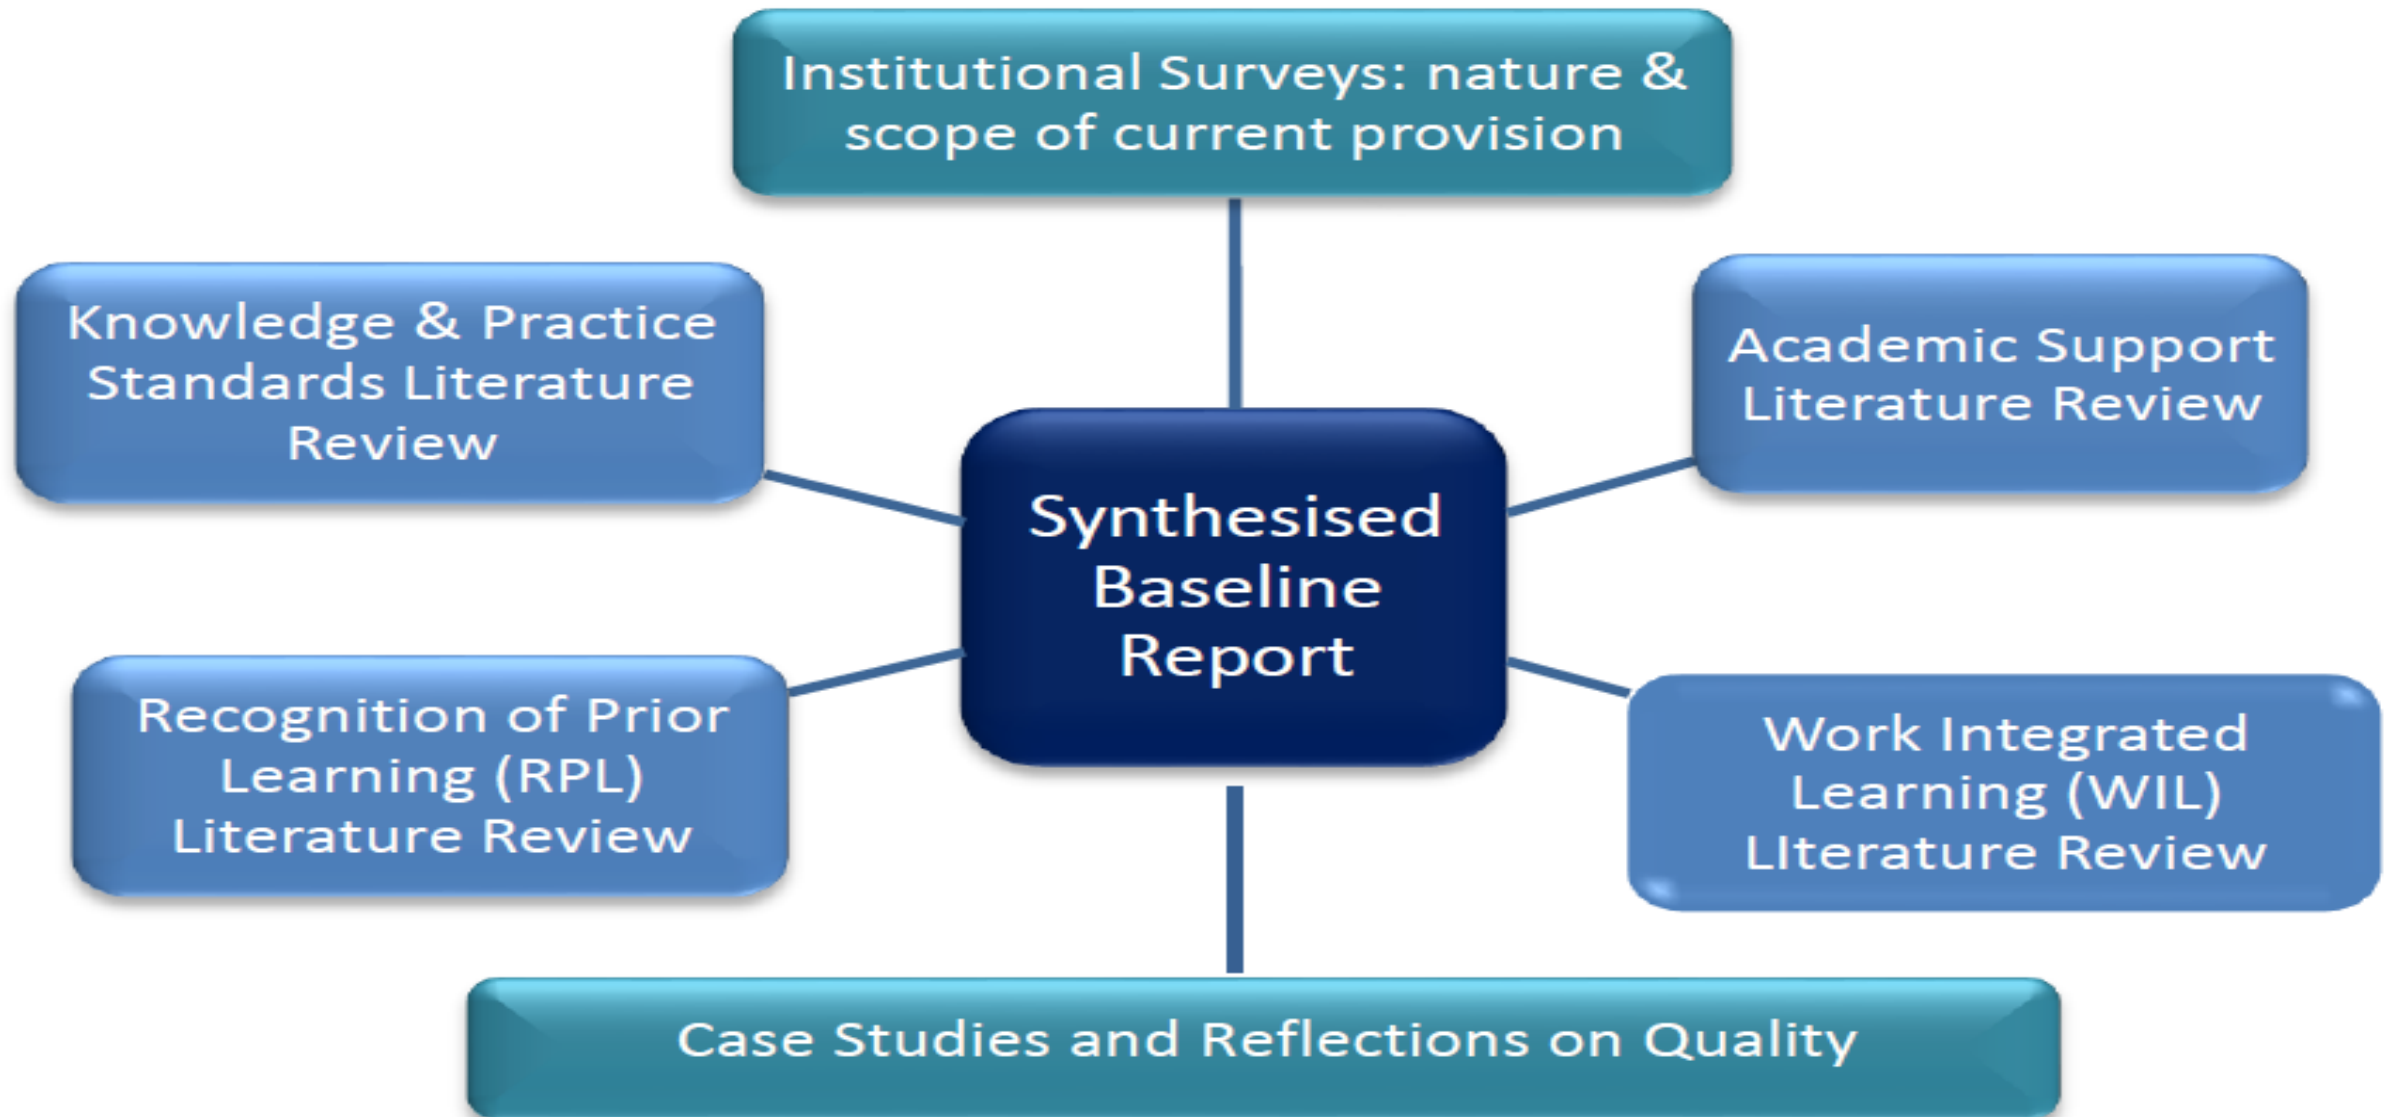 Institutional Surveys: nature &
scope of current provision
Knowledge & Practice
Standards Literature
Review
Academic Support
Literature Review
Synthesised
Baseline
Report
Recognition of Prior
Learning (RPL)
Literature Review
Work Integrated
Learning (WIL)
LIterature Review
Case Studies and Reflections on Quality